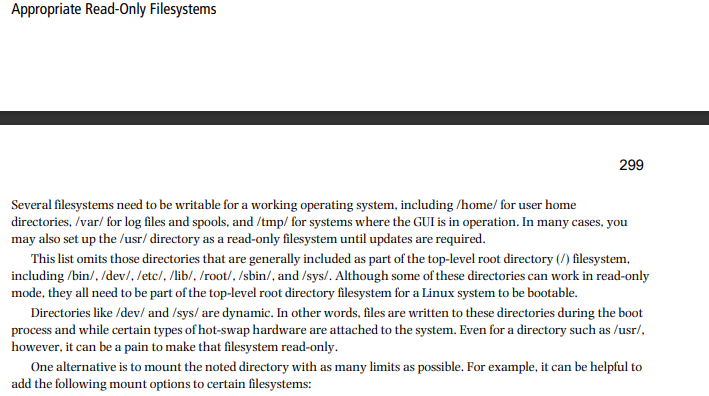 Appropriate Read-Only Filesystems
299
Several filesystems need to be writable for a working operating system, including /home/ for user home
directories, /var/ for log files and spools, and /tmp/ for systems where the GUI is in operation. In many cases, you
may also set up the /usr/ directory as a read-only filesystem until updates are required.
This list omits those directories that are generally included as part of the top-level root directory (/) filesystem,
including /bin/, /dev/, /etc/, /lib/, /root/, /sbin/, and /sys/. Although some of these directories can work in read-only
mode, they all need to be part of the top-level root directory filesystem for a Linux system to be bootable.
Directories like /dev/ and /sys/ are dynamic. In other words, files are written to these directories during the boot
process and while certain types of hot-swap hardware are attached to the system. Even for a directory such as /usr/,
however, it can be a pain to make that filesystem read-only.
One alternative is to mount the noted directory with as many limits as possible. For example, it can be helpful to
add the following mount options to certain filesystems: